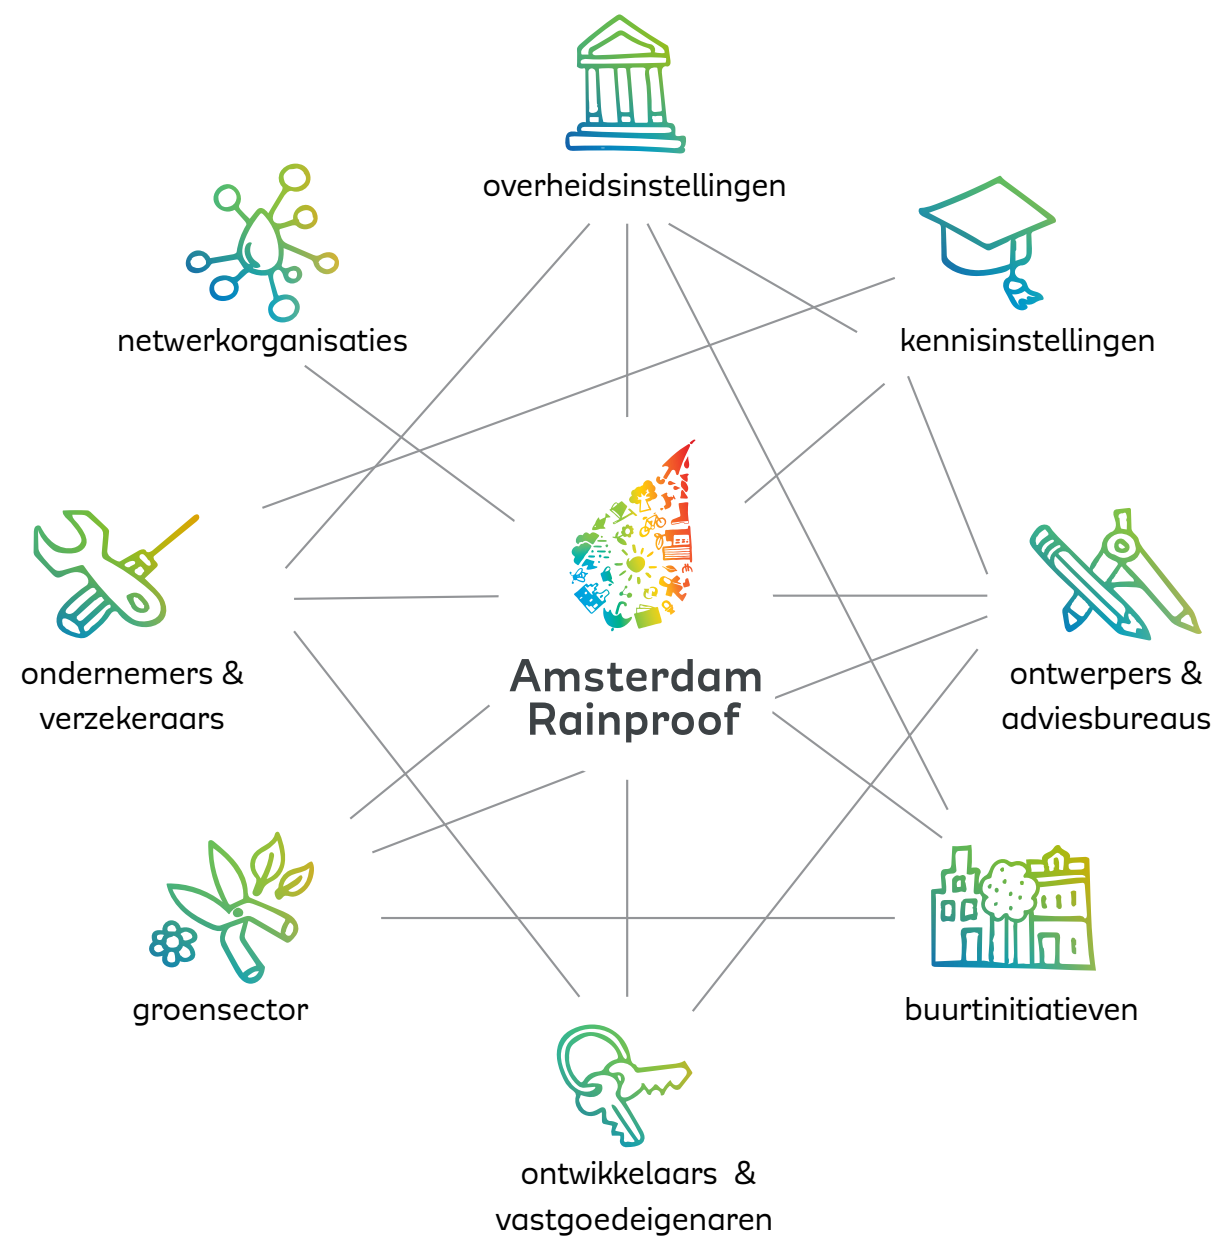 overheidsinstellingen
netwerkorganisaties
kennisinstellingen
ondernemers &
verzekeraars
Amsterdam
Rainproof
ontwerpers &
adviesbureaus
groensector
buurtinitiatieven
ontwikkelaars &
vastgoedeigenaren